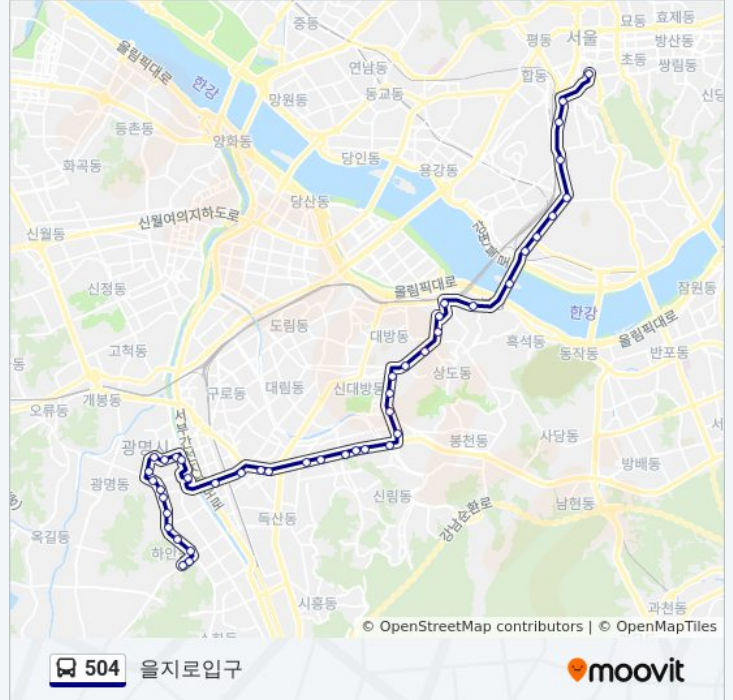 중동
묘동 효제동
평동 서울
방산동
올림픽대로
연남동
합동
초동
쌍림동
한강
망원동
동교동
신당
등촌동
양화동
화곡동
당인동
용강동
당산동
신월여의지하도로
신월동
올림픽대로
잠원동
신정동
한강
도림동
대방동
흑석동
올림픽대로
고척동
동작동
반포동
동
신대방동
상도동
개봉동
구로동
대림동
오류동
서
광명시
봉천동
사당동
방배동
광명동
신림동
독산동
강남순환로
남현동
옥길동
하안
시흥동
과천동
© OpenStreetMap contributors | © OpenMapTiles
504 을지로입구
moovit